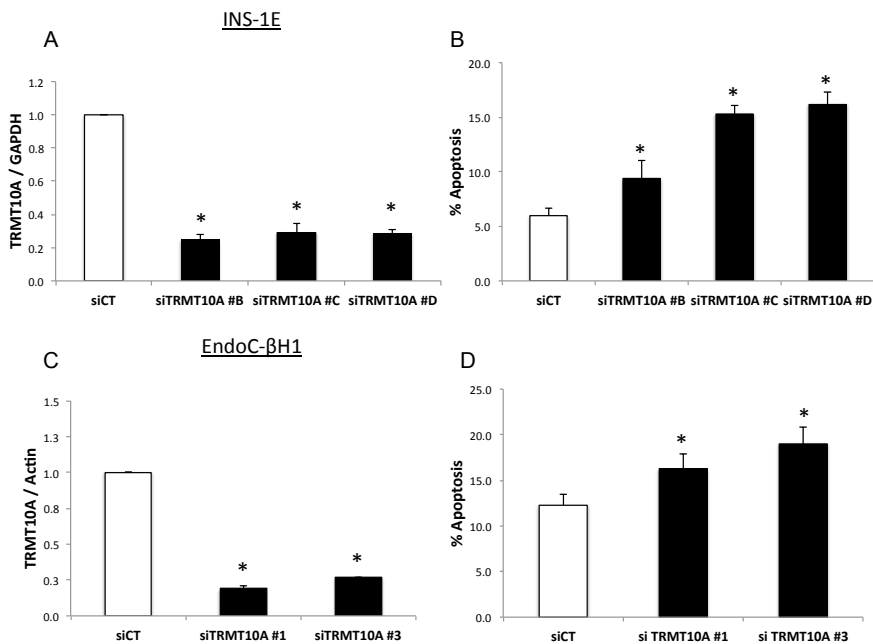 INS-1E
A
TRMT10A / GAPDH
1.2
1.0
0.8
0.6
0.4
0.2
0.0
* * *
siCT siTRMT10A #B siTRMT10A #C siTRMT10A #D
B
% Apoptosis
20.0
15.0
10.0
5.0
0.0
* * *
siCT siTRMT10A #B siTRMT10A #C siTRMT10A #D
EndoC-βH1
C
TRMT10A / Actin
1.5
1.3
1.0
0.8
0.5
0.3
0.0
* *
siCT siTRMT10A #1 siTRMT10A #3
D
% Apoptosis
25.0
20.0
15.0
10.0
5.0
0.0
* *
siCT si TRMT10A #1 si TRMT10A #3